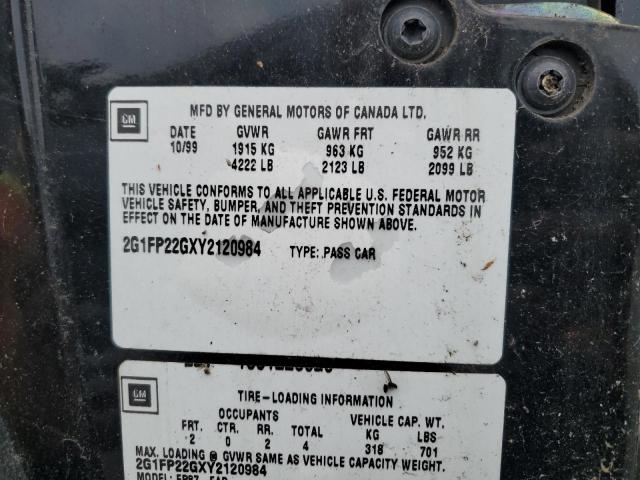 GM
MFD BY GENERAL MOTORS OF CANADA LTD.
DATE GVWR GAWR FRT GAWR RR
10/99 1915 KG 963 KG 952 KG
4222 LB 2123 LB 2099 LB
THIS VEHICLE CONFORMS TO ALL APPLICABLE U.S. FEDERAL MOTOR
VEHICLE SAFETY, BUMPER, AND THEFT PREVENTION STANDARDS IN
EFFECT ON THE DATE OF MANUFACTURE SHOWN ABOVE.
2G1FP22GXY2120984 TYPE: PASS CAR
GM
TIRE-LOADING INFORMATION
OCCUPANTS VEHICLE CAP. WT.
FRT. CTR. RR. TOTAL KG LBS
2 0 2 4 318 701
MAX. LOADING @ GVWR SAME AS VEHICLE CAPACITY WEIGHT.
2G1FP22GXY2120984